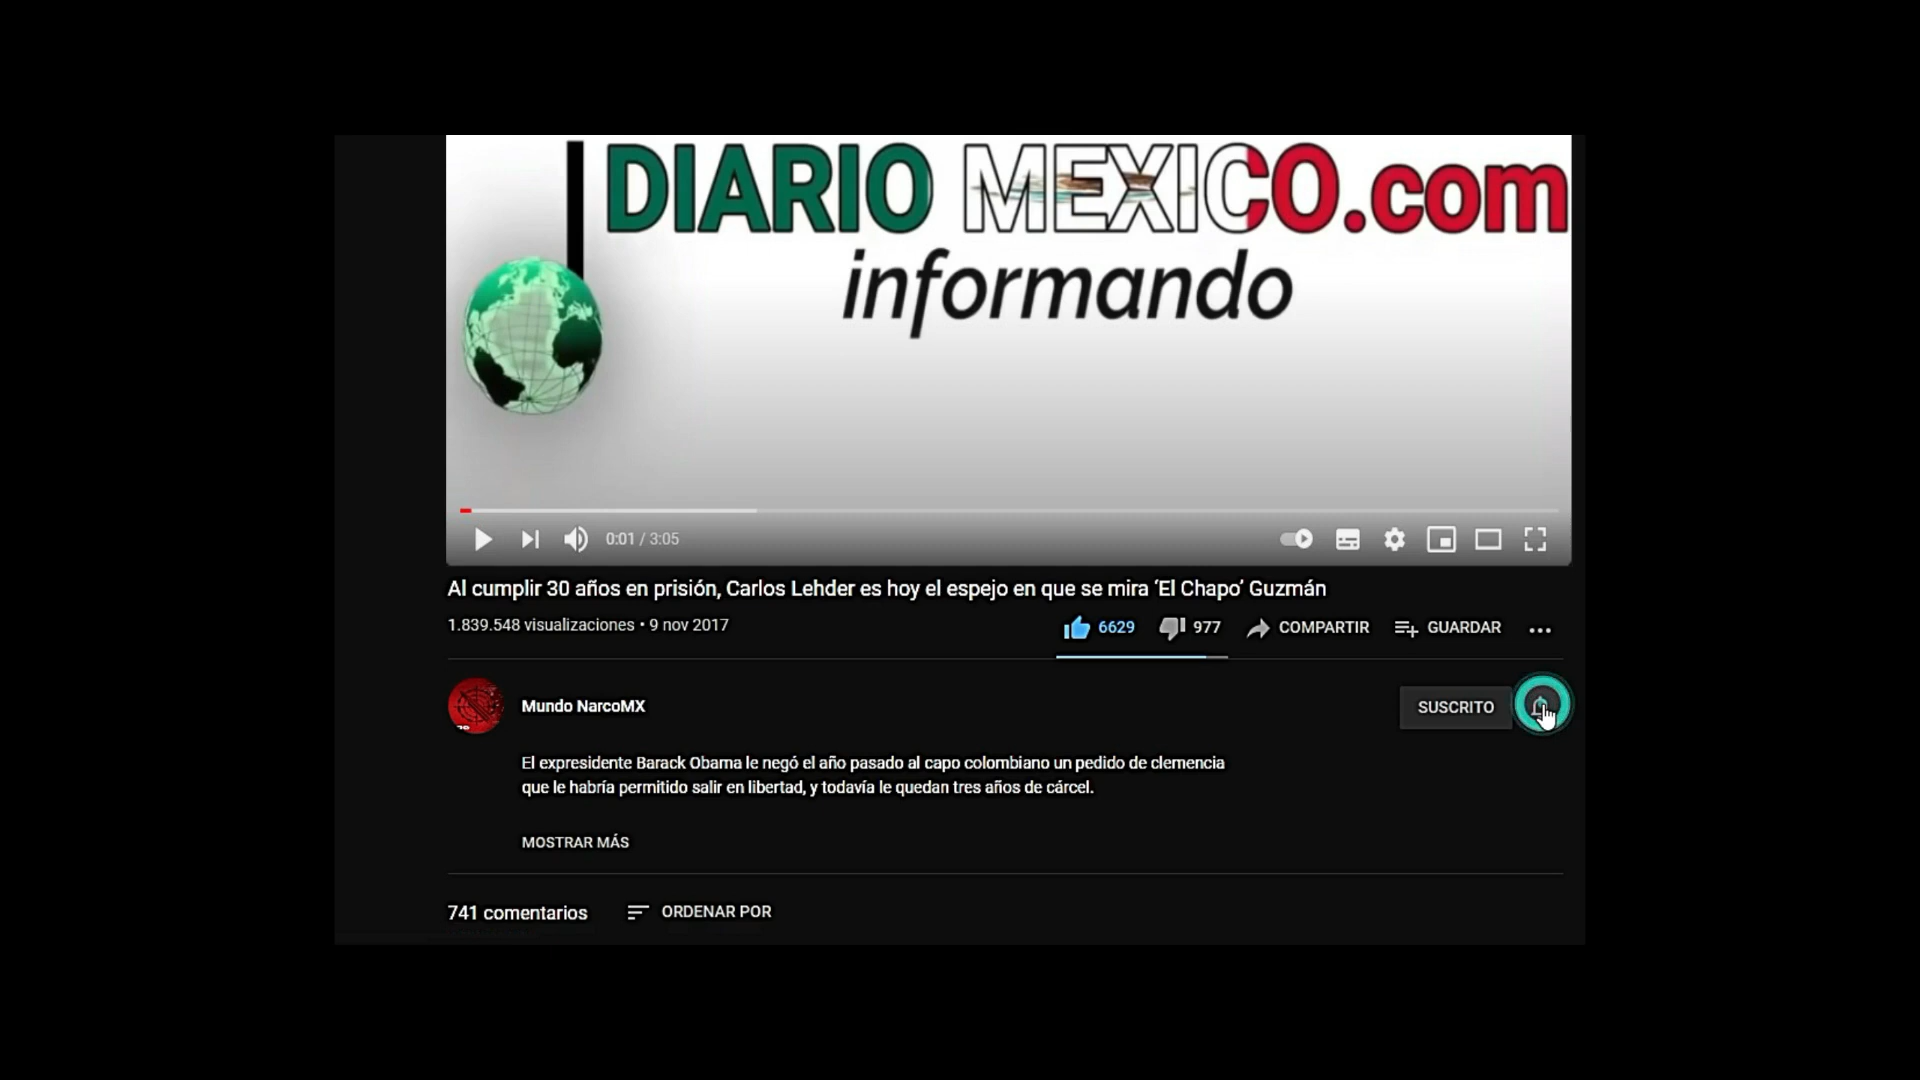 DIARIO MEXICO.com
informando
0:01 / 3:05
Al cumplir 30 años en prisión, Carlos Lehder es hoy el espejo en que se mira ‘El Chapo’ Guzmán
1.839.548 visualizaciones • 9 nov 2017
6629 977 COMPARTIR GUARDAR
Mundo NarcoMX
SUSCRITO
El expresidente Barack Obama le negó el año pasado al capo colombiano un pedido de clemencia
que le habría permitido salir en libertad, y todavía le quedan tres años de cárcel.
MOSTRAR MÁS
741 comentarios ORDENAR POR